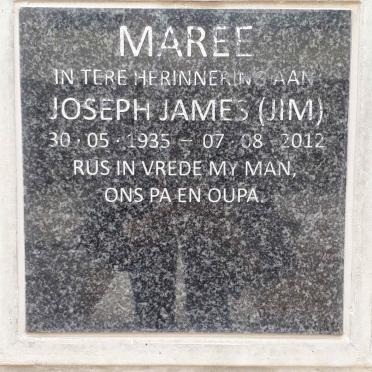 MAREE
IN TERE HERINNERING AAN
JOSEPH JAMES (JIM)
30·05·1935 – 07·08·2012
RUS IN VREDE MY MAN,
ONS PA EN OUPA.